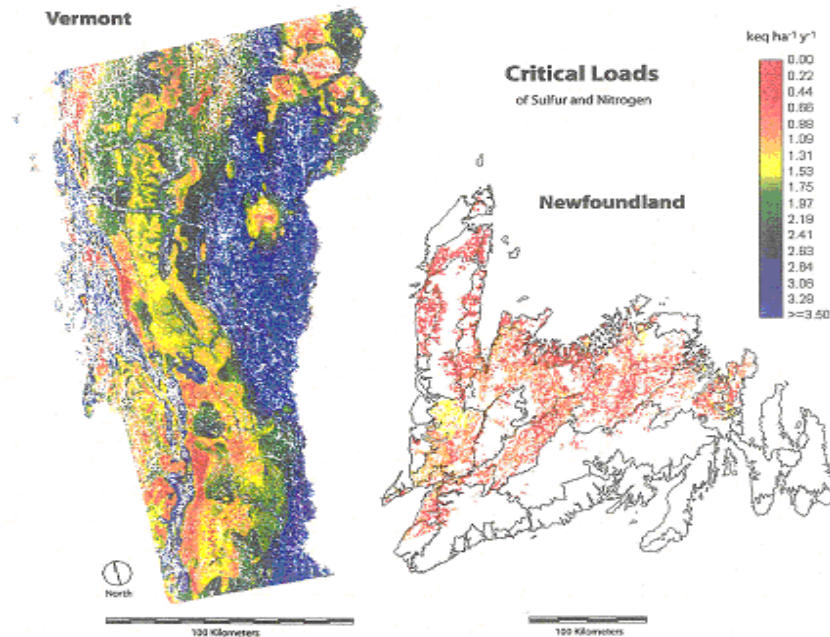 Vermont
Critical Loads
of Sulfur and Nitrogen
Newfoundland
keq ha⁻¹ y⁻¹
0.00
0.22
0.44
0.66
0.88
1.09
1.31
1.53
1.75
1.97
2.19
2.41
2.63
2.84
3.06
3.28
>=3.50
North
100 Kilometers
100 Kilometers